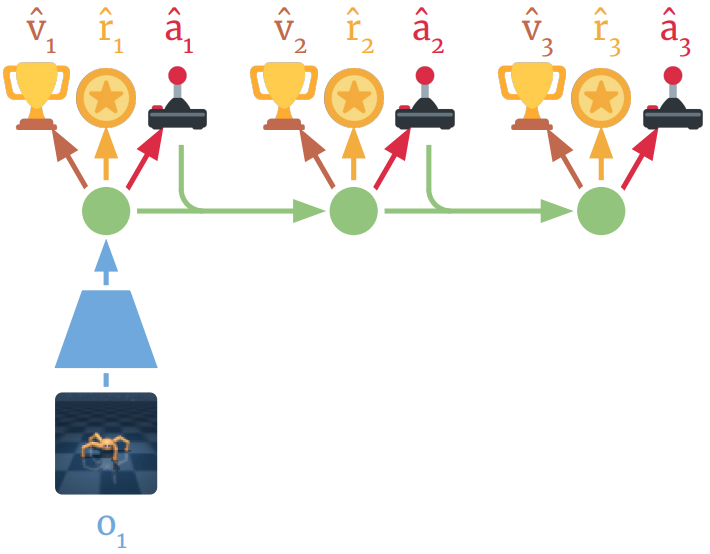 v̂₁ r̂₁ â₁ v̂₂ r̂₂ â₂ v̂₃ r̂₃ â₃
o₁